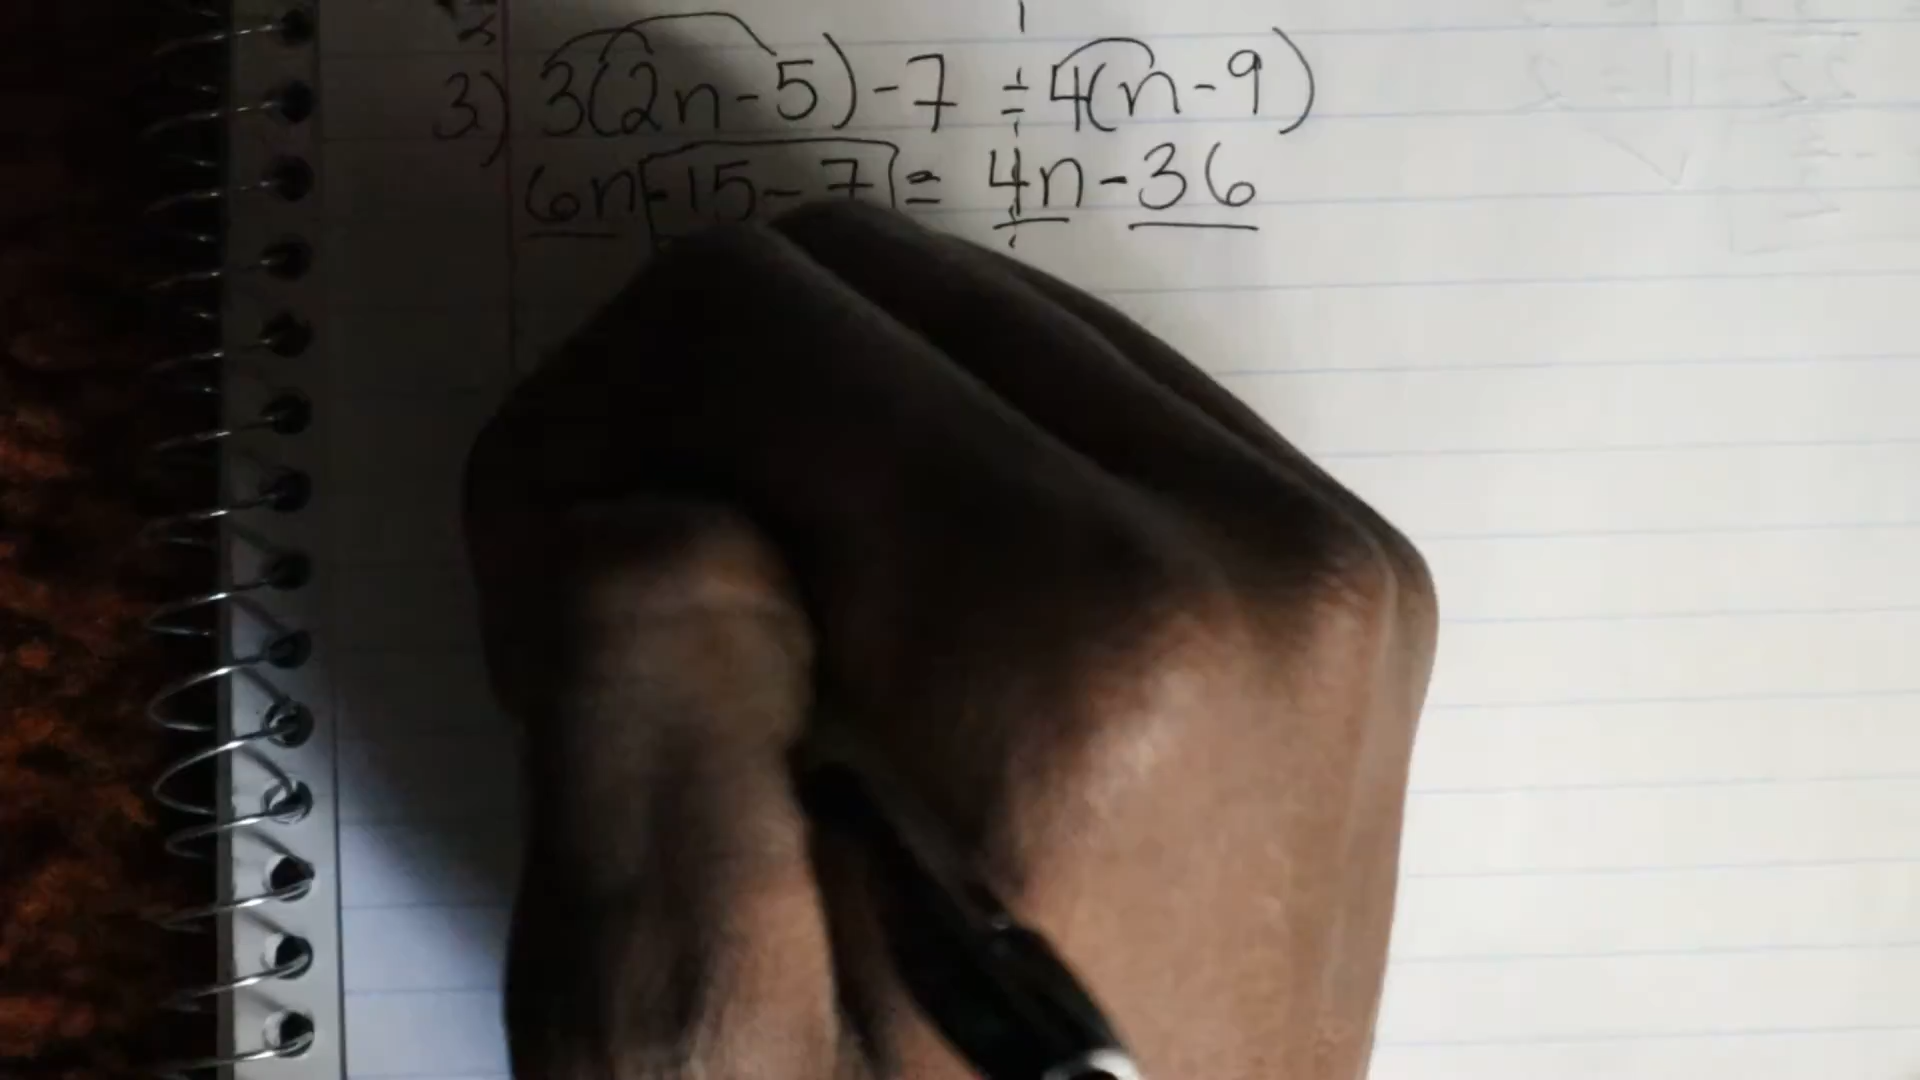 3) 3(2n-5)-7 = 4(n-9)
6n-15-7 = 4n-36